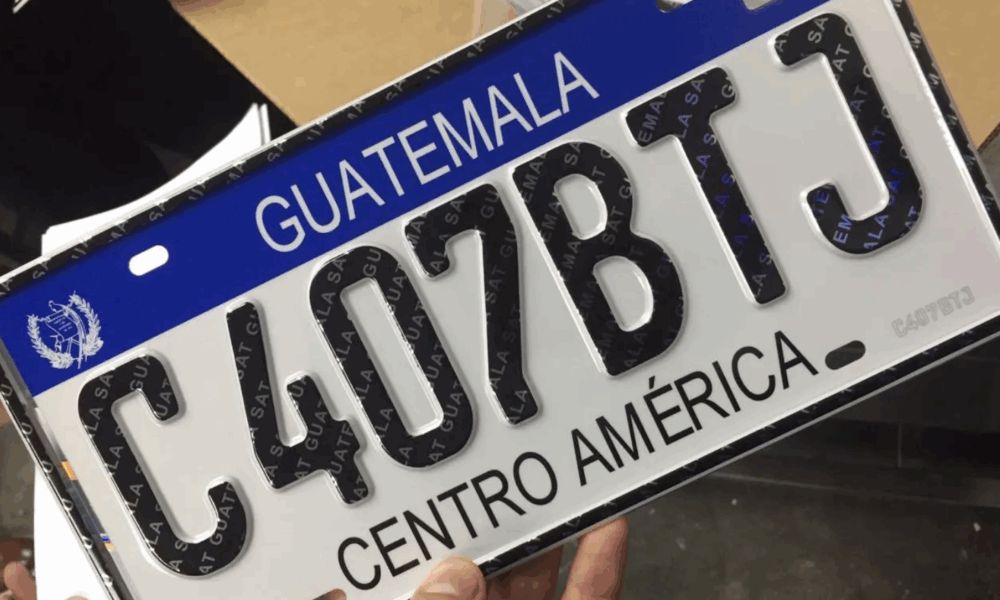 GUATEMALA
C407BTJ
C407BTJ
CENTRO AMÉRICA